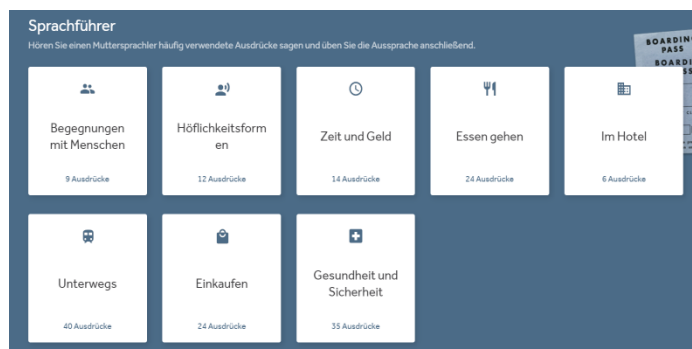 Sprachführer
Hören Sie einen Muttersprachler häufig verwendete Ausdrücke sagen und üben Sie die Aussprache anschließend.
BOARDING
PASS
BOARDI
Begegnungen
mit Menschen
9 Ausdrücke
Höflichkeitsform
en
12 Ausdrücke
Zeit und Geld
14 Ausdrücke
Essen gehen
24 Ausdrücke
Im Hotel
6 Ausdrücke
Unterwegs
40 Ausdrücke
Einkaufen
24 Ausdrücke
Gesundheit und
Sicherheit
35 Ausdrücke